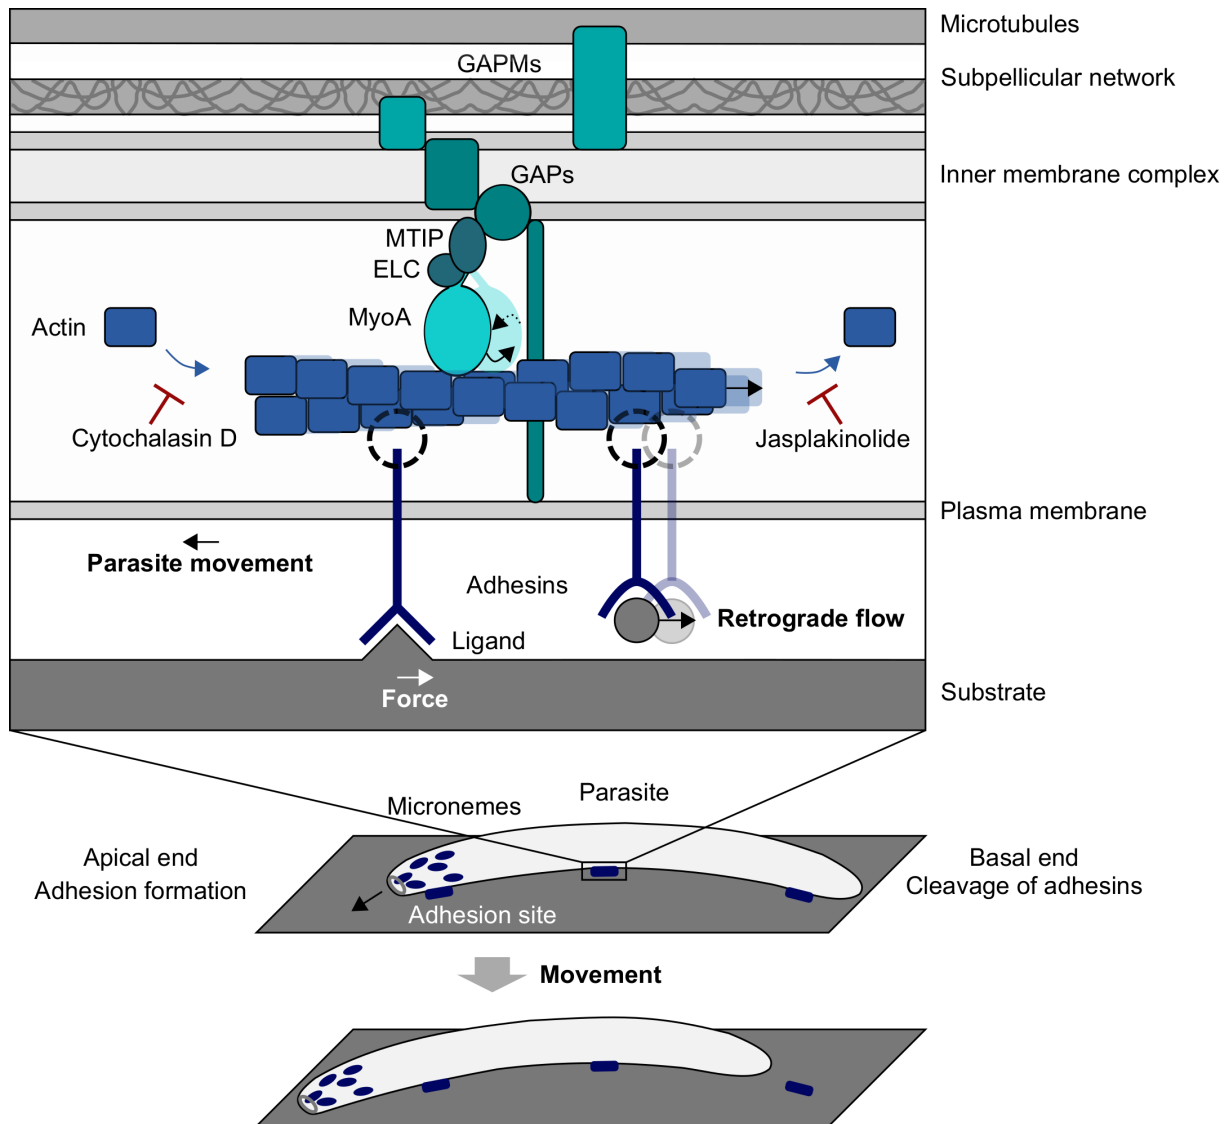 Microtubules
GAPMs
Subpellicular network
Inner membrane complex
GAPs
MTIP
ELC
MyoA
Actin
Cytochalasin D
Jasplakinolide
Plasma membrane
Parasite movement
Adhesins
Retrograde flow
Ligand
Force
Substrate
Micronemes
Parasite
Apical end
Adhesion formation
Basal end
Cleavage of adhesins
Adhesion site
Movement